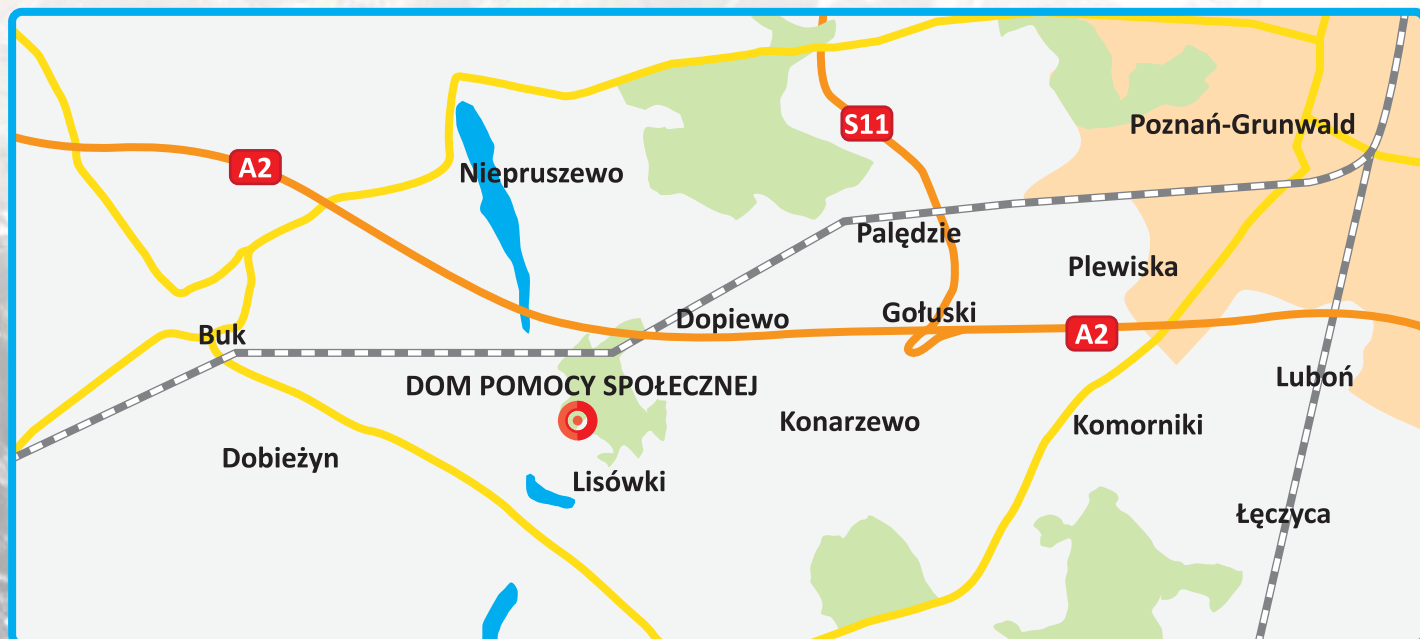 S11
Poznań-Grunwald
A2
Niepruszewo
Palędzie
Plewiska
Gołuski
Dopiewo
A2
Buk
Luboń
DOM POMOCY SPOŁECZNEJ
Konarzewo
Komorniki
Dobieżyn
Lisówki
Łęczyca